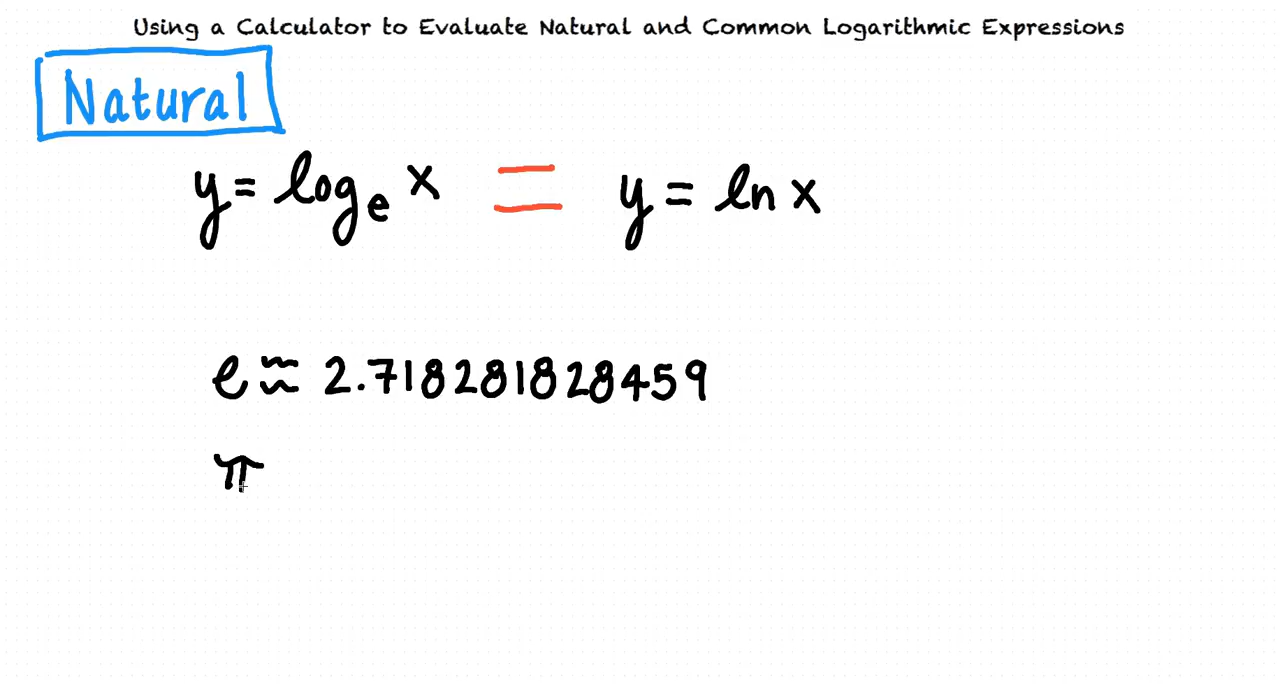 Using a Calculator to Evaluate Natural and Common Logarithmic Expressions
Natural
y = logₑ x = y = ln x
e ≈ 2.718281828459
π